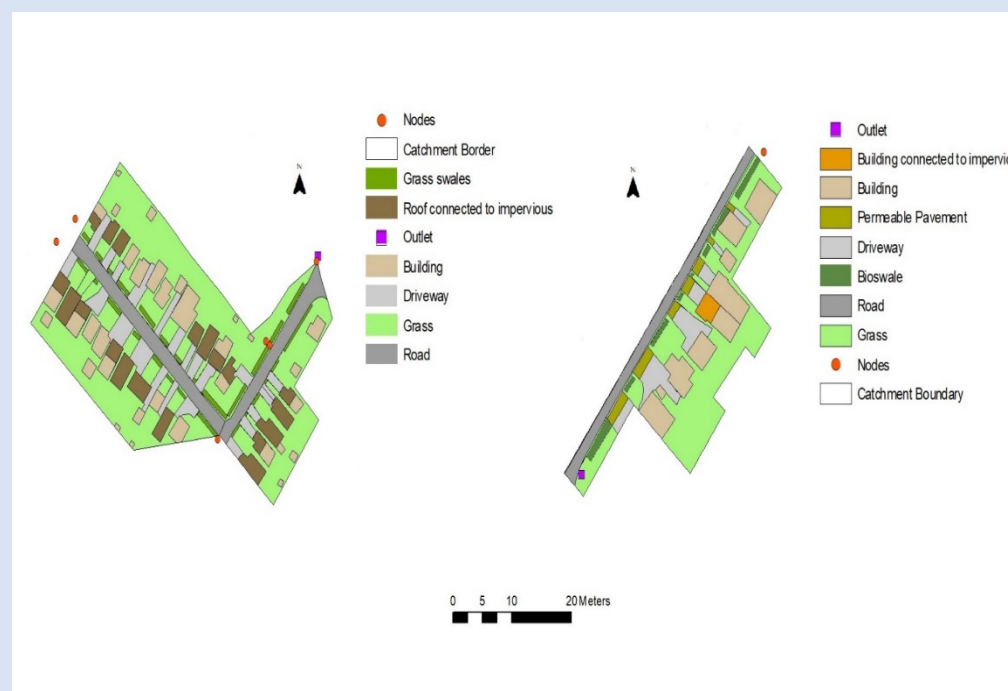 N
Nodes
Catchment Border
Grass swales
Roof connected to impervious
Outlet
Building
Driveway
Grass
Road
N
Outlet
Building connected to impervio
Building
Permeable Pavement
Driveway
Bioswale
Road
Grass
Nodes
Catchment Boundary
0 5 10 20 Meters